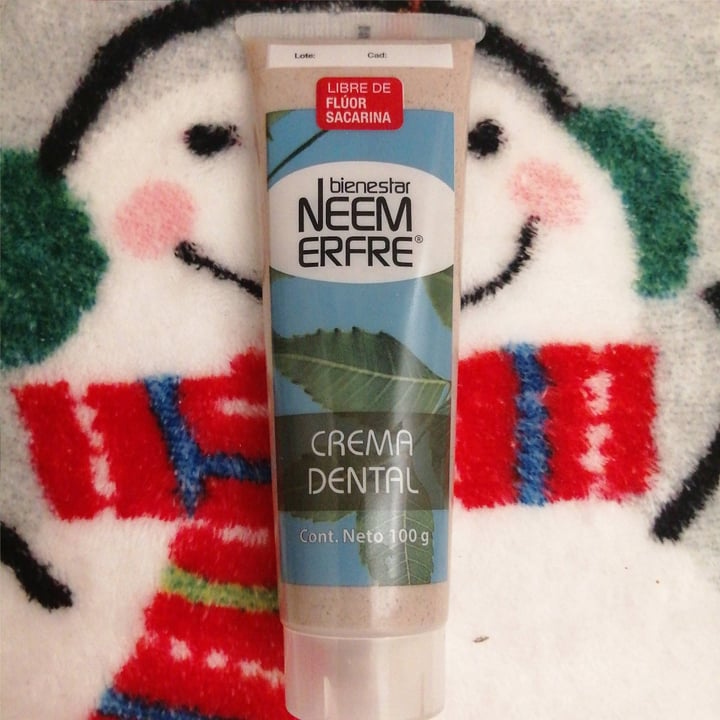 Lote: Cad:
LIBRE DE
FLÚOR
SACARINA
bienestar
NEEM
ERFRE®
CREMA
DENTAL
Cont. Neto 100 g